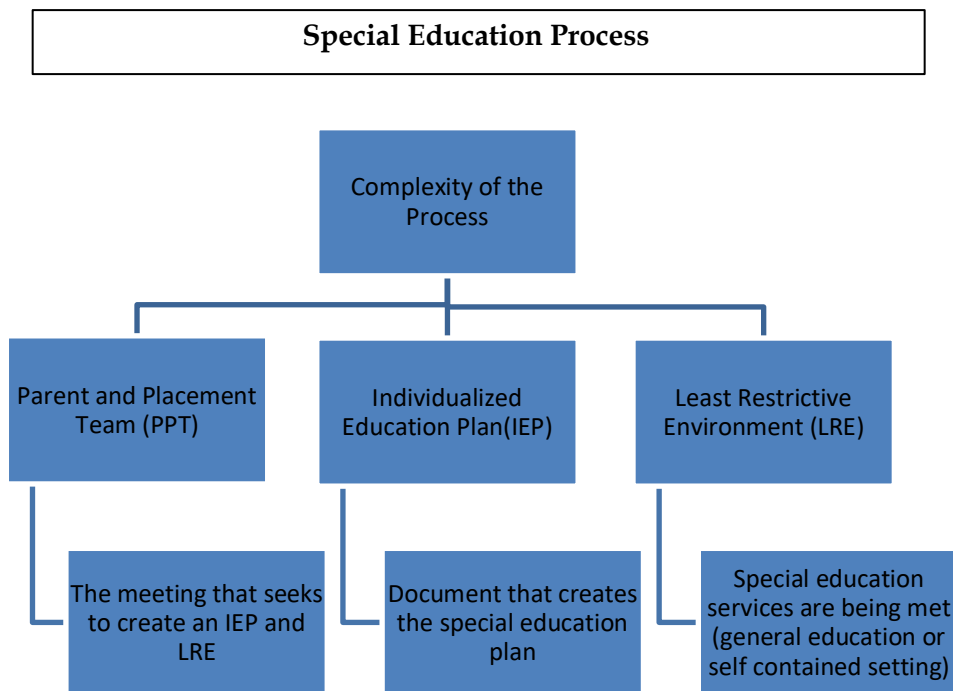 Special Education Process
Complexity of the
Process
Parent and Placement
Team (PPT)
Individualized
Education Plan(IEP)
Least Restrictive
Environment (LRE)
The meeting that seeks
to create an IEP and
LRE
Document that creates
the special education
plan
Special education
services are being met
(general education or
self contained setting)